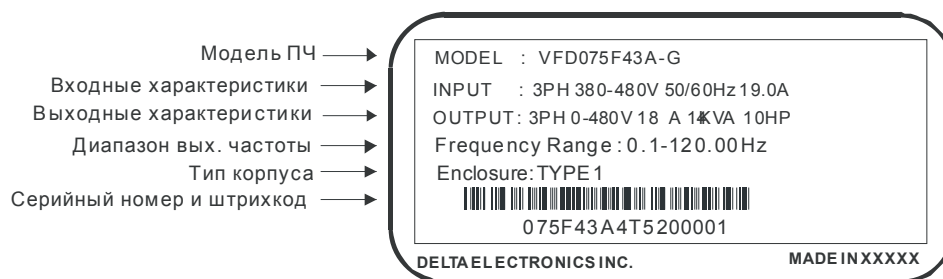 Модель ПЧ
Входные характеристики
Выходные характеристики
Диапазон вых. частоты
Тип корпуса
Серийный номер и штрихкод
MODEL : VFD075F43A-G
INPUT : 3PH 380-480V 50/60Hz 19.0A
OUTPUT : 3PH 0-480V 18 A 14KVA 10HP
Frequency Range : 0.1-120.00Hz
Enclosure: TYPE 1
075F43A4T5200001
DELTA ELECTRONICS INC.
MADE IN XXXXX